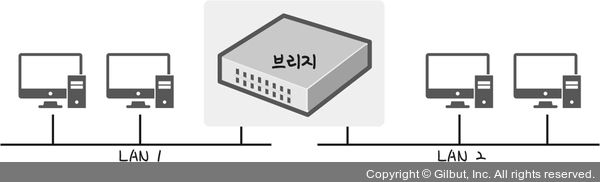 브리지
LAN 1
LAN 2
Copyright © Gilbut, Inc. All rights reserved.